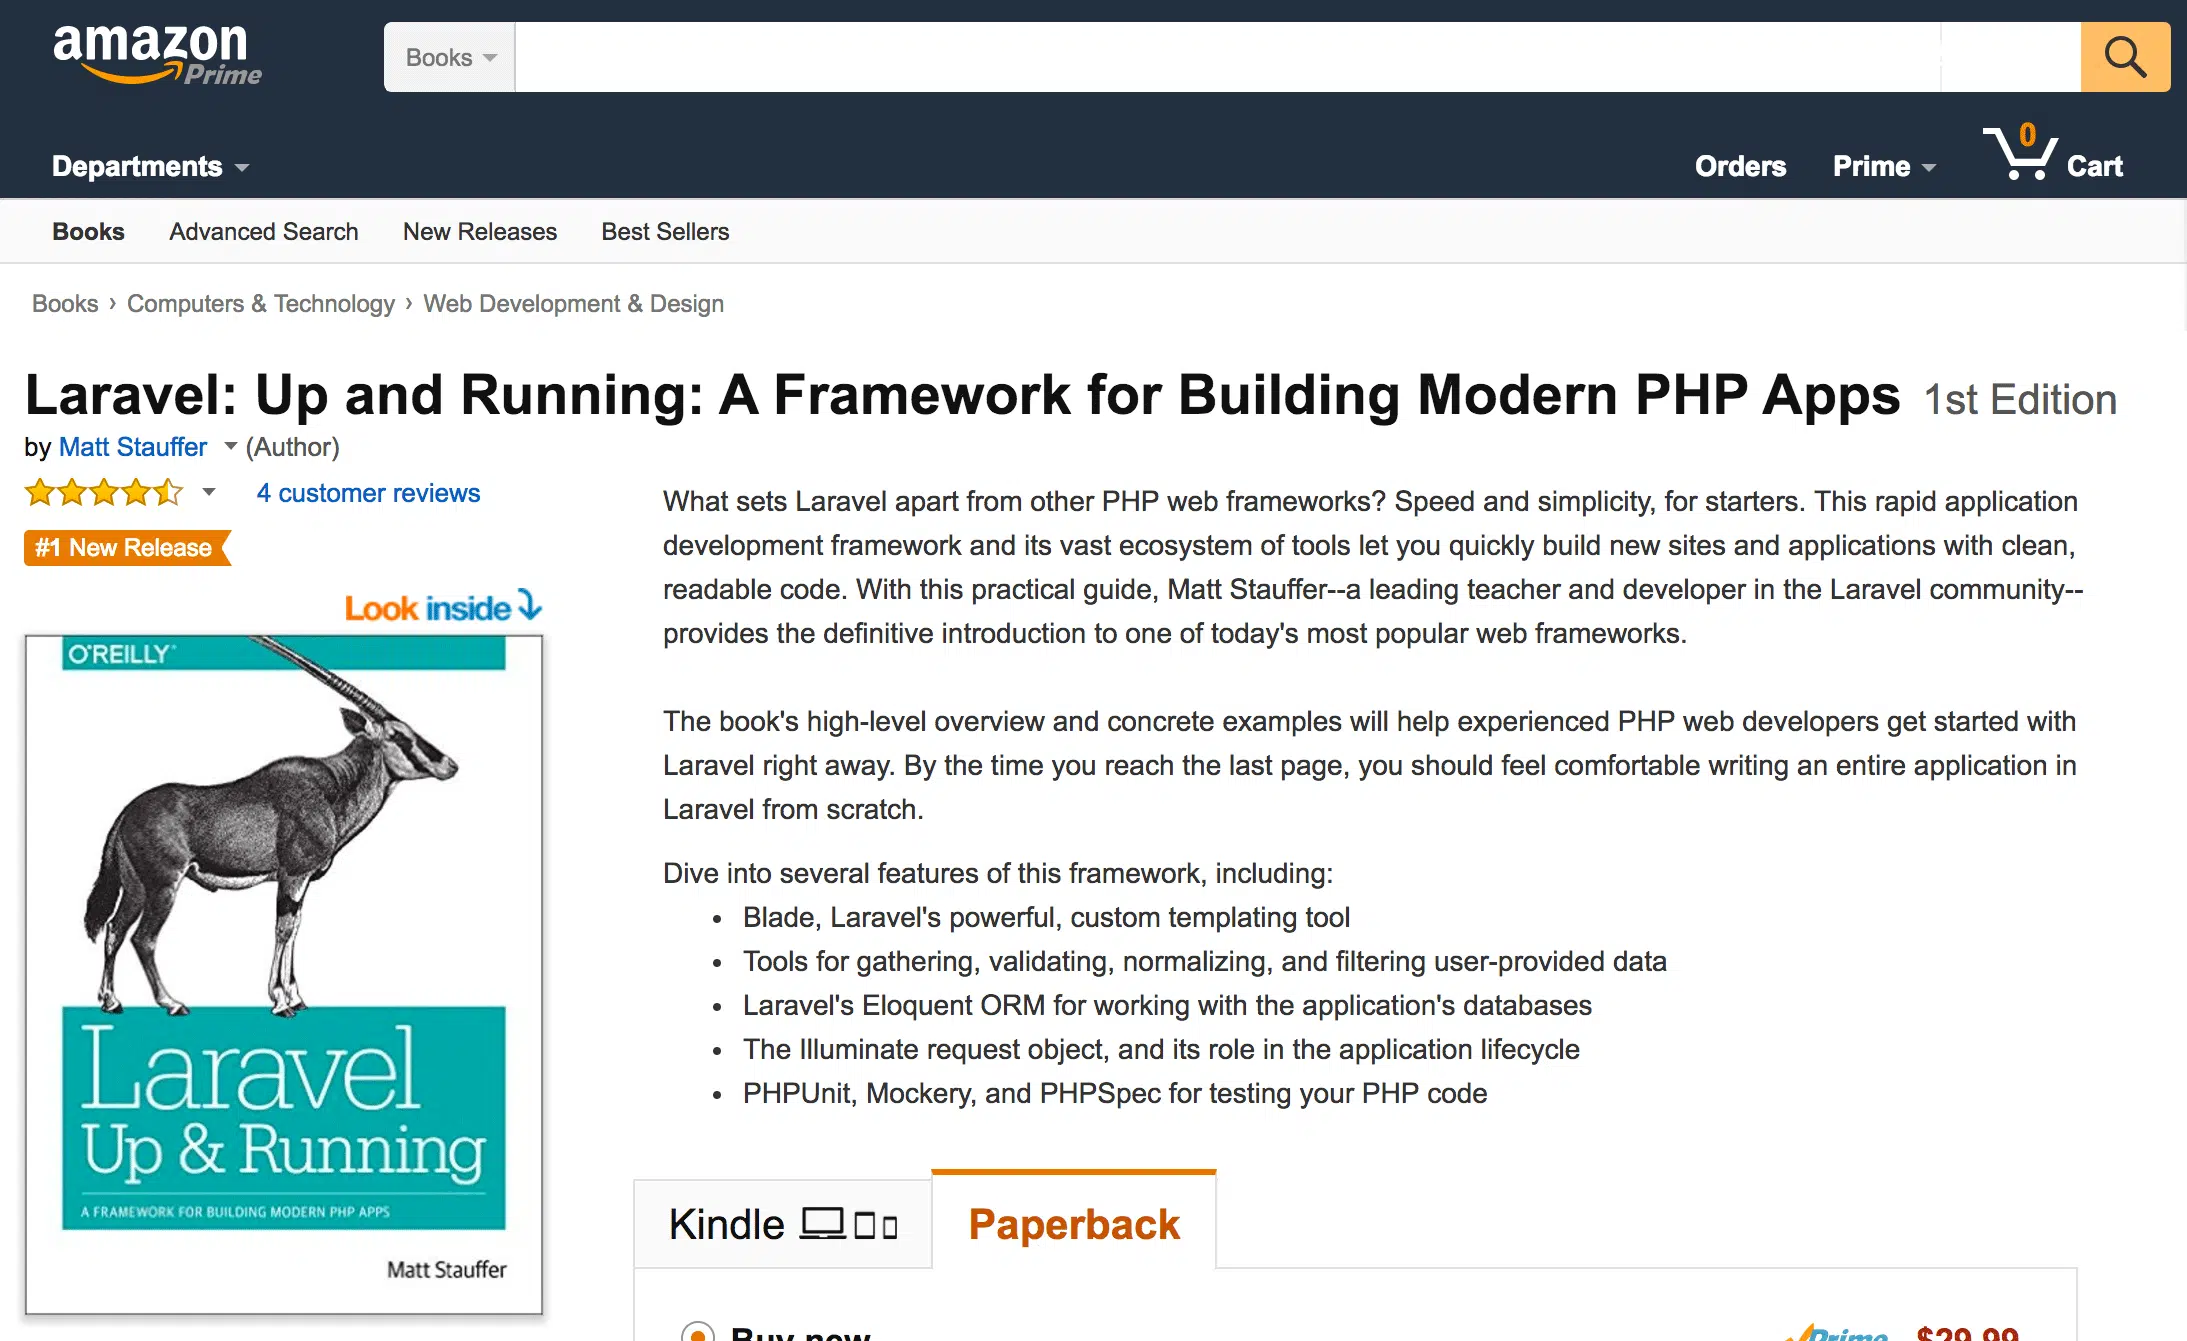 amazon
Prime
Books
Departments
Orders
Prime
0
Cart
Books
Advanced Search
New Releases
Best Sellers
Books › Computers & Technology › Web Development & Design
Laravel: Up and Running: A Framework for Building Modern PHP Apps 1st Edition
by Matt Stauffer (Author)
4 customer reviews
#1 New Release
Look inside
O'REILLY®
Laravel
Up & Running
A FRAMEWORK FOR BUILDING MODERN PHP APPS
Matt Stauffer
What sets Laravel apart from other PHP web frameworks? Speed and simplicity, for starters. This rapid application
development framework and its vast ecosystem of tools let you quickly build new sites and applications with clean,
readable code. With this practical guide, Matt Stauffer--a leading teacher and developer in the Laravel community--
provides the definitive introduction to one of today's most popular web frameworks.
The book's high-level overview and concrete examples will help experienced PHP web developers get started with
Laravel right away. By the time you reach the last page, you should feel comfortable writing an entire application in
Laravel from scratch.
Dive into several features of this framework, including:
• Blade, Laravel's powerful, custom templating tool
• Tools for gathering, validating, normalizing, and filtering user-provided data
• Laravel's Eloquent ORM for working with the application's databases
• The Illuminate request object, and its role in the application lifecycle
• PHPUnit, Mockery, and PHPSpec for testing your PHP code
Kindle
Paperback
Buy now
Prime
$29.99